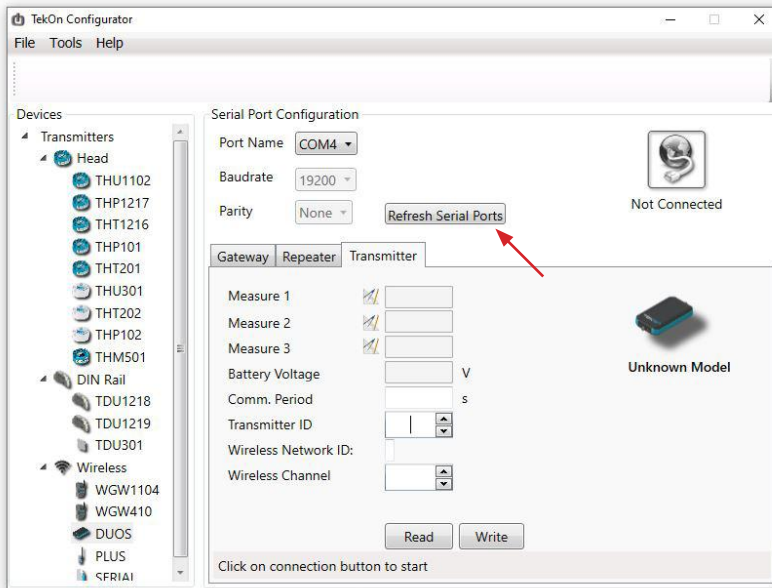 TekOn Configurator
File Tools Help
Devices
Transmitters
Head
THU1102
THP1217
THT1216
THP101
THT201
THU301
THT202
THP102
THM501
DIN Rail
TDU1218
TDU1219
TDU301
Wireless
WGW1104
WGW410
DUOS
PLUS
SERIAL
Serial Port Configuration
Port Name COM4
Baudrate 19200
Parity None
Refresh Serial Ports
Not Connected
Gateway Repeater Transmitter
Measure 1
Measure 2
Measure 3
Battery Voltage V
Comm. Period s
Transmitter ID
Wireless Network ID:
Wireless Channel
Unknown Model
Read Write
Click on connection button to start